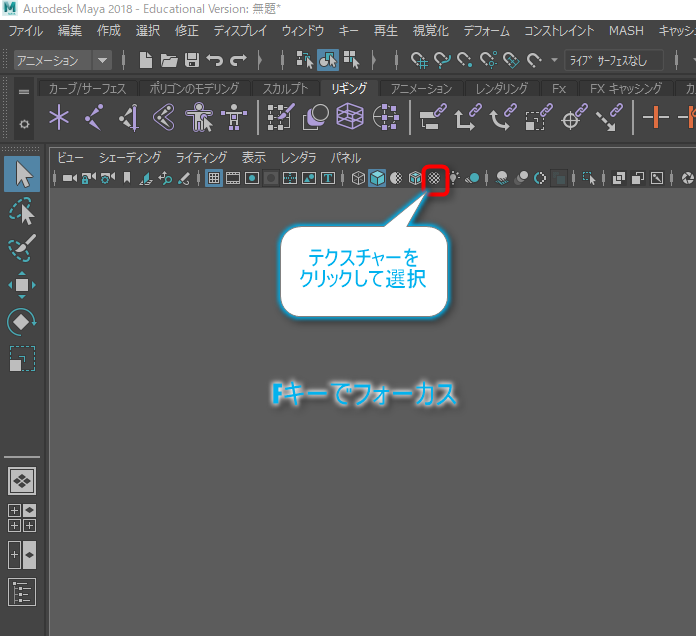 Autodesk Maya 2018 - Educational Version: 無題*
ファイル 編集 作成 選択 修正 ディスプレイ ウィンドウ キー 再生 視覚化 デフォーム コンストレイント MASH キャッシ
アニメーション ライブ サーフェスなし
カーブ/サーフェス ポリゴンのモデリング スカルプト リギング アニメーション レンダリング FX FX キャッシング カ
ビュー シェーディング ライティング 表示 レンダラ パネル
テクスチャーを
クリックして選択
Fキーでフォーカス